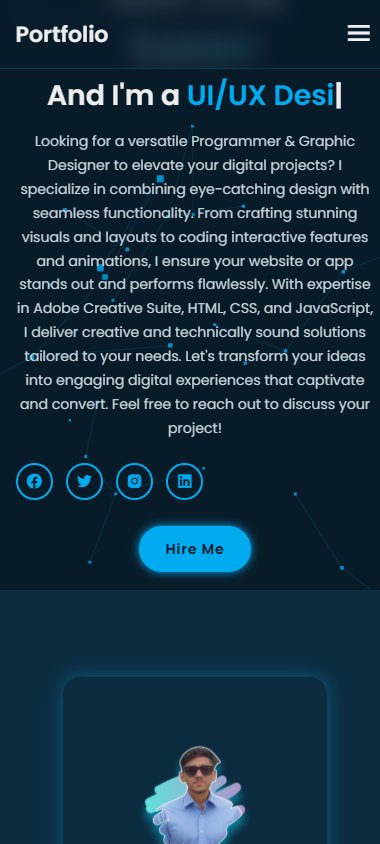 Portfolio
And I'm a UI/UX Desi|
Looking for a versatile Programmer & Graphic
Designer to elevate your digital projects? I
specialize in combining eye-catching design with
seamless functionality. From crafting stunning
visuals and layouts to coding interactive features
and animations, I ensure your website or app
stands out and performs flawlessly. With expertise
in Adobe Creative Suite, HTML, CSS, and JavaScript,
I deliver creative and technically sound solutions
tailored to your needs. Let's transform your ideas
into engaging digital experiences that captivate
and convert. Feel free to reach out to discuss your
project!
Hire Me